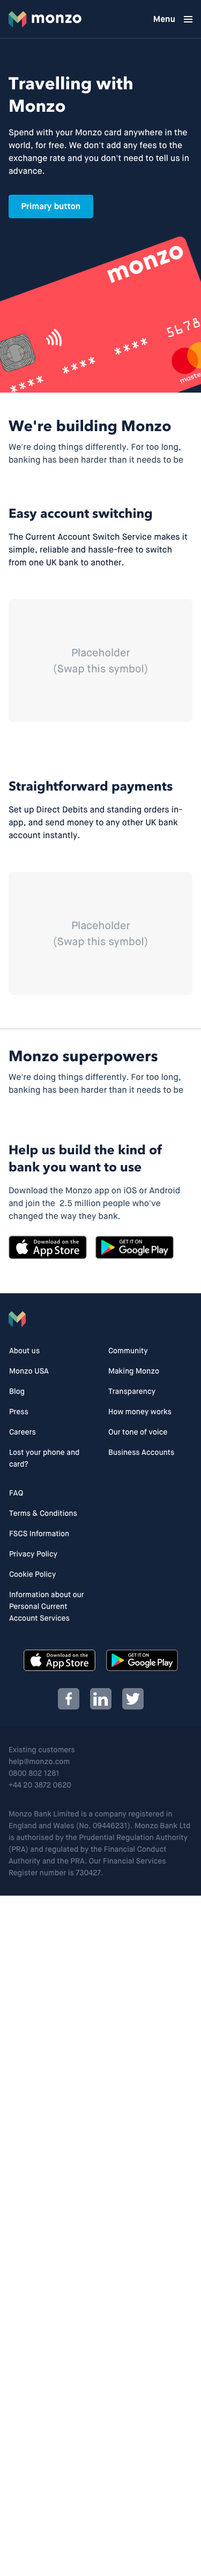 monzo
Menu
Travelling with
Monzo
Spend with your Monzo card anywhere in the
world, for free. We don't add any fees to the
exchange rate and you don't need to tell us in
advance.
Primary button
monzo
**** **** **** 5678
Easy account switching
We're building Monzo
We're doing things differently. For too long,
banking has been harder than it needs to be
Easy account switching
The Current Account Switch Service makes it
simple, reliable and hassle-free to switch
from one UK bank to another.
Placeholder
(Swap this symbol)
Straightforward payments
Set up Direct Debits and standing orders in-
app, and send money to any other UK bank
account instantly.
Placeholder
(Swap this symbol)
Monzo superpowers
We're doing things differently. For too long,
banking has been harder than it needs to be
Help us build the kind of
bank you want to use
Download the Monzo app on iOS or Android
and join the 2.5 million people who've
changed the way they bank.
Download on the
App Store
GET IT ON
Google Play
About us
Community
Monzo USA
Making Monzo
Blog
Transparency
Press
How money works
Careers
Our tone of voice
Lost your phone and
card?
Business Accounts
FAQ
Terms & Conditions
FSCS Information
Privacy Policy
Cookie Policy
Information about our
Personal Current
Account Services
Download on the
App Store
GET IT ON
Google Play
Existing customers
help@monzo.com
0800 802 1281
+44 20 3872 0620
Monzo Bank Limited is a company registered in
England and Wales (No. 09446231). Monzo Bank Ltd
is authorised by the Prudential Regulation Authority
(PRA) and regulated by the Financial Conduct
Authority and the PRA. Our Financial Services
Register number is 730427.